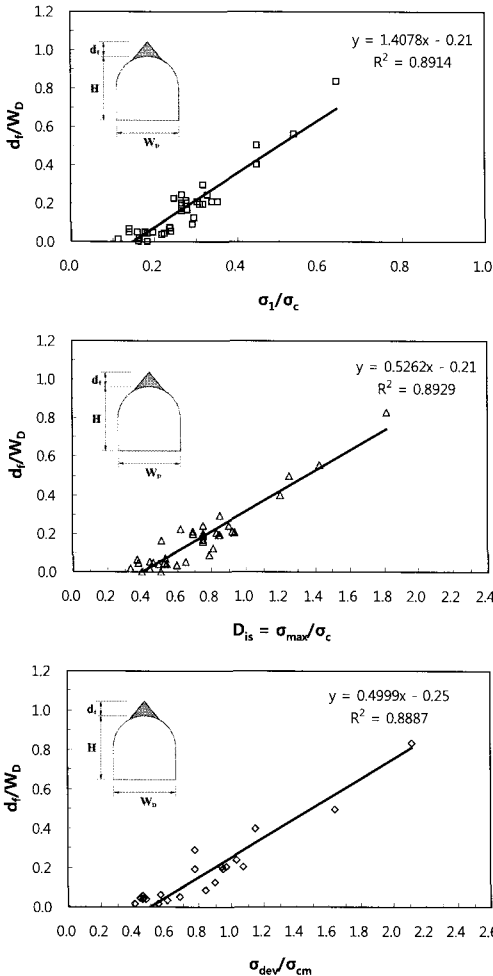 1.2
1.0
0.8
0.6
0.4
0.2
0.0
d_f/W_D
d_f
H
W_D
y = 1.4078x - 0.21
R² = 0.8914
0.0 0.2 0.4 0.6 0.8 1.0
σ₁/σ_c
1.2
1.0
0.8
0.6
0.4
0.2
0.0
d_f/W_D
d_f
H
W_D
y = 0.5262x - 0.21
R² = 0.8929
0.0 0.2 0.4 0.6 0.8 1.0 1.2 1.4 1.6 1.8 2.0 2.2 2.4
D_is = σ_max/σ_c
1.2
1.0
0.8
0.6
0.4
0.2
0.0
d_f/W_D
d_f
H
W_D
y = 0.4999x - 0.25
R² = 0.8887
0.0 0.2 0.4 0.6 0.8 1.0 1.2 1.4 1.6 1.8 2.0 2.2 2.4 2.6
σ_dev/σ_cm